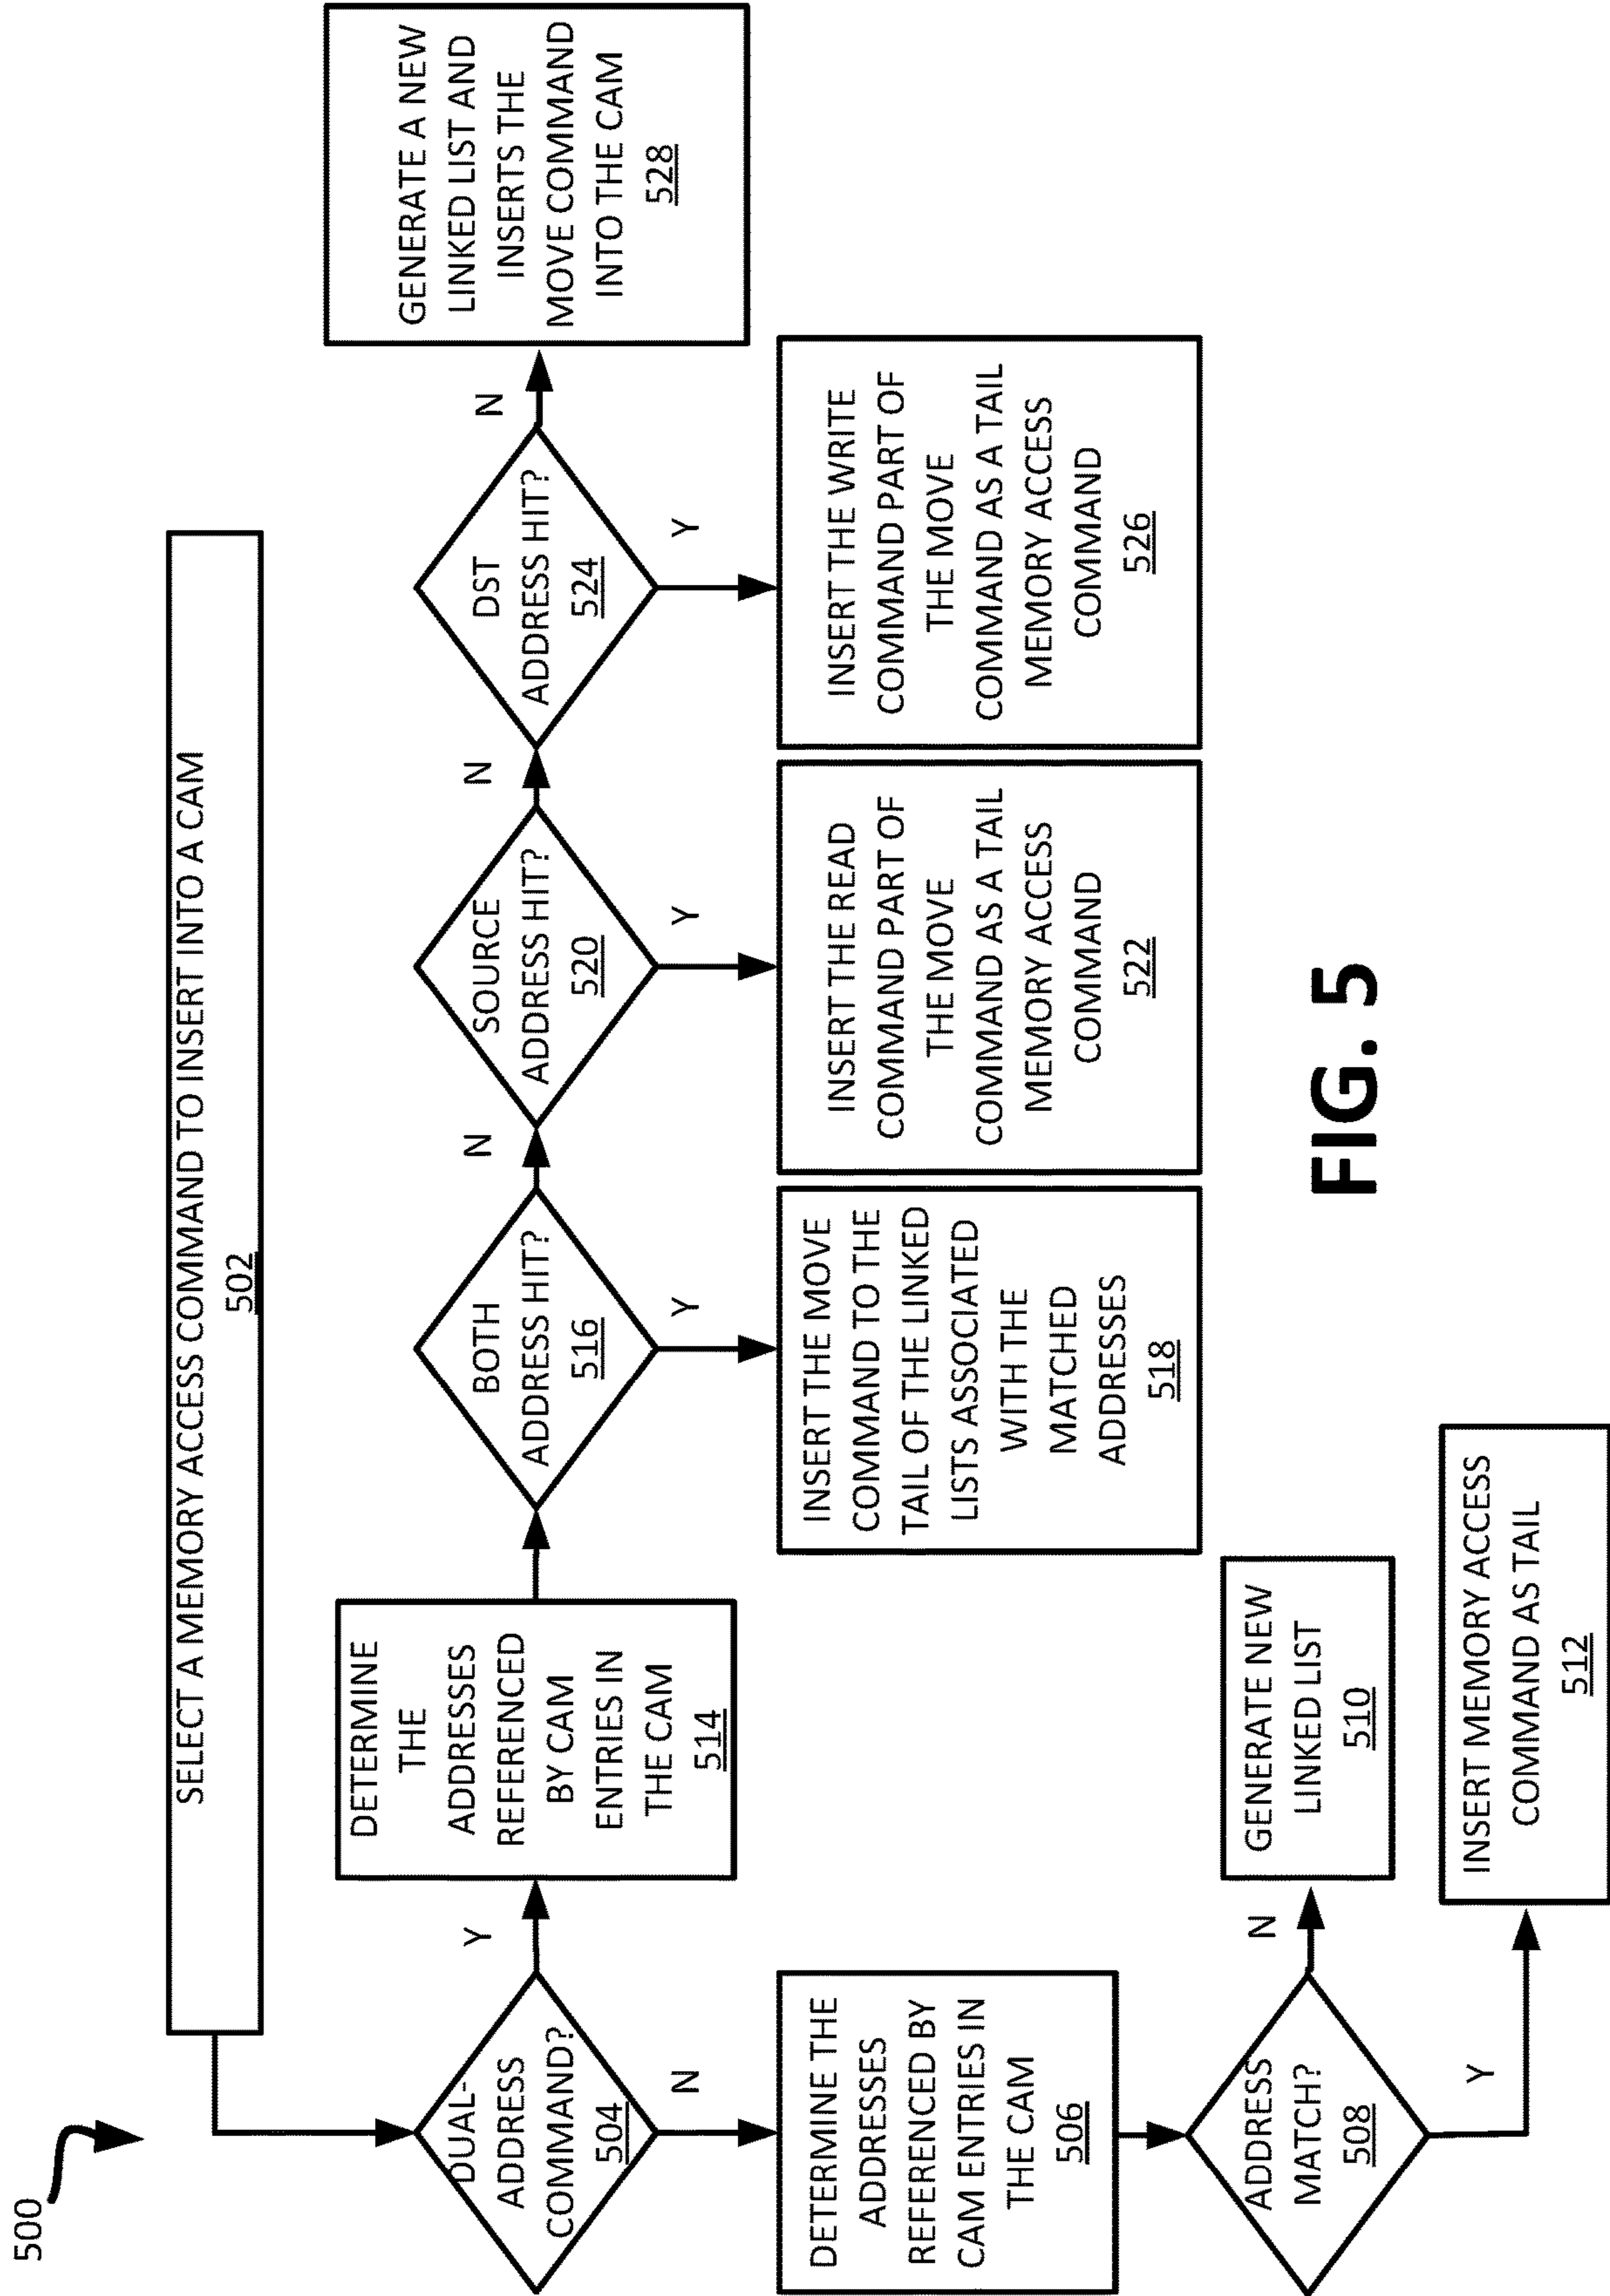 500
SELECT A MEMORY ACCESS COMMAND TO INSERT INTO A CAM
502
DUAL-
ADDRESS
COMMAND?
504
Y
N
DETERMINE
THE
ADDRESSES
REFERENCED
BY CAM
ENTRIES IN
THE CAM
514
BOTH
ADDRESS HIT?
516
N
Y
SOURCE
ADDRESS HIT?
520
N
Y
DST
ADDRESS HIT?
524
N
Y
GENERATE A NEW
LINKED LIST AND
INSERTS THE
MOVE COMMAND
INTO THE CAM
528
DETERMINE THE
ADDRESSES
REFERENCED BY
CAM ENTRIES IN
THE CAM
506
INSERT THE MOVE
COMMAND TO THE
TAIL OF THE LINKED
LISTS ASSOCIATED
WITH THE
MATCHED
ADDRESSES
518
INSERT THE READ
COMMAND PART OF
THE MOVE
COMMAND AS A TAIL
MEMORY ACCESS
COMMAND
522
INSERT THE WRITE
COMMAND PART OF
THE MOVE
COMMAND AS A TAIL
MEMORY ACCESS
COMMAND
526
ADDRESS
MATCH?
508
N
Y
GENERATE NEW
LINKED LIST
510
INSERT MEMORY ACCESS
COMMAND AS TAIL
512
FIG. 5